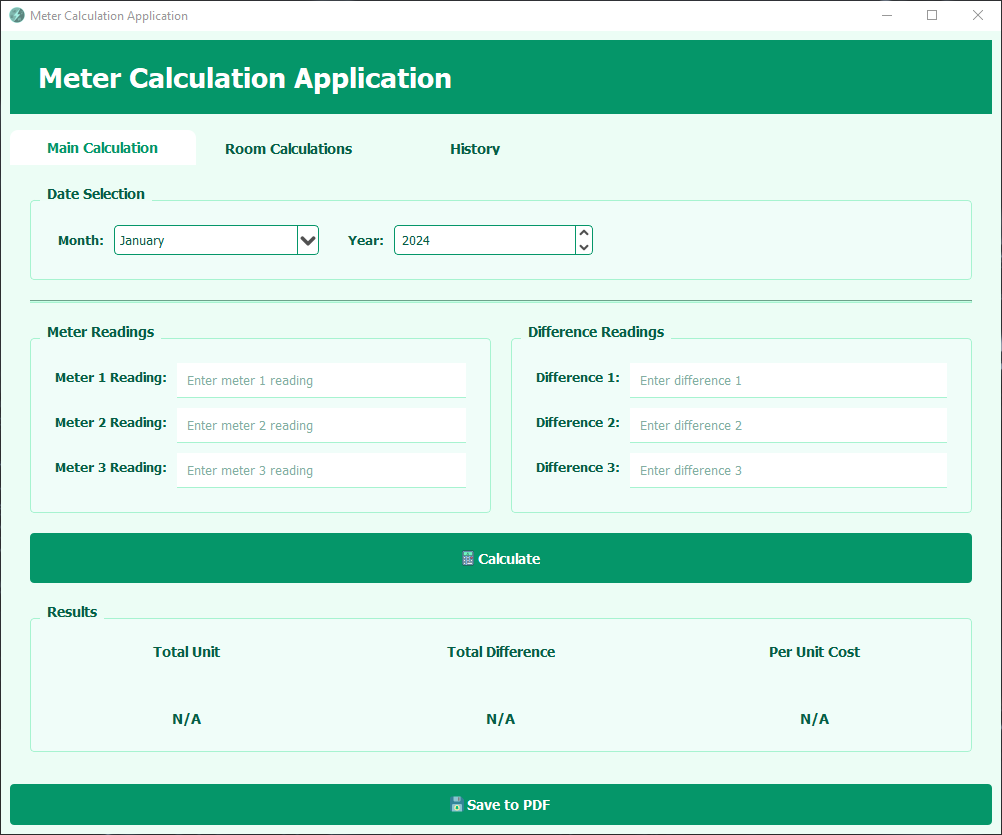 Meter Calculation Application
Meter Calculation Application
Main Calculation Room Calculations History
Date Selection
Month: January Year: 2024
Meter Readings
Meter 1 Reading: Enter meter 1 reading
Meter 2 Reading: Enter meter 2 reading
Meter 3 Reading: Enter meter 3 reading
Difference Readings
Difference 1: Enter difference 1
Difference 2: Enter difference 2
Difference 3: Enter difference 3
Calculate
Results
Total Unit Total Difference Per Unit Cost
N/A N/A N/A
Save to PDF